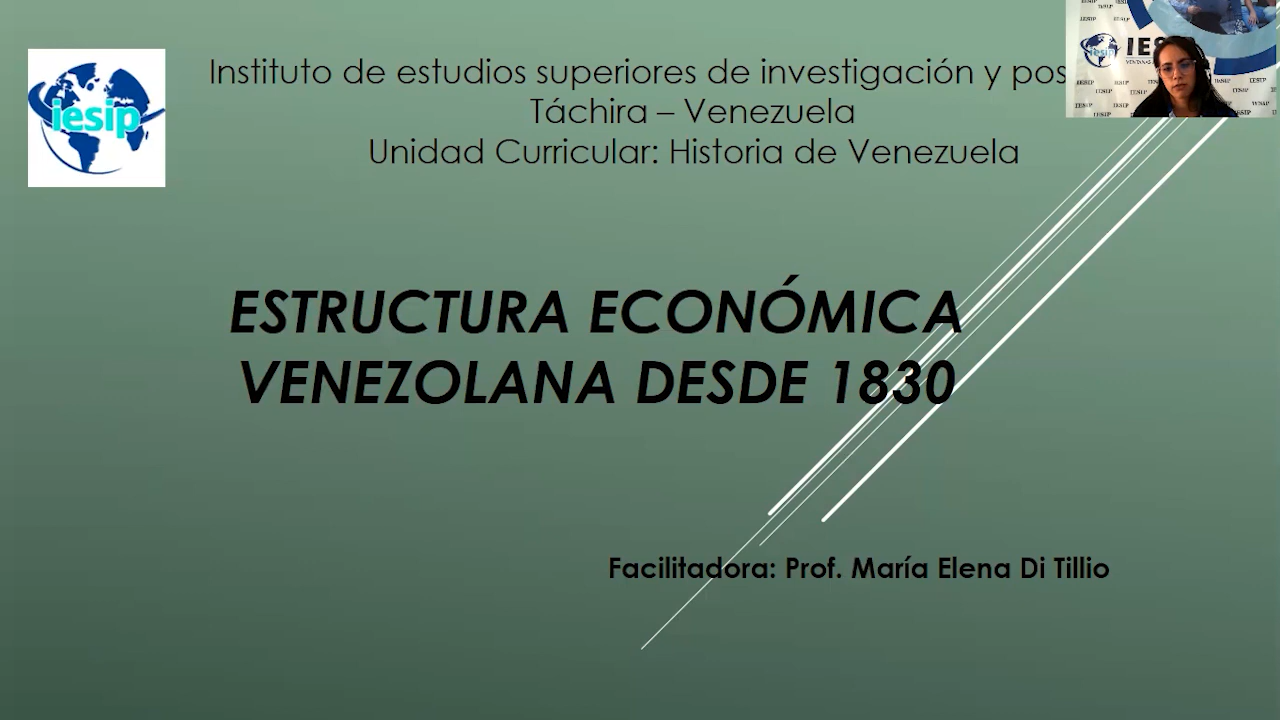 iesip
Instituto de estudios superiores de investigación y pos
Táchira – Venezuela
Unidad Curricular: Historia de Venezuela
ESTRUCTURA ECONÓMICA
VENEZOLANA DESDE 1830
Facilitadora: Prof. María Elena Di Tillio